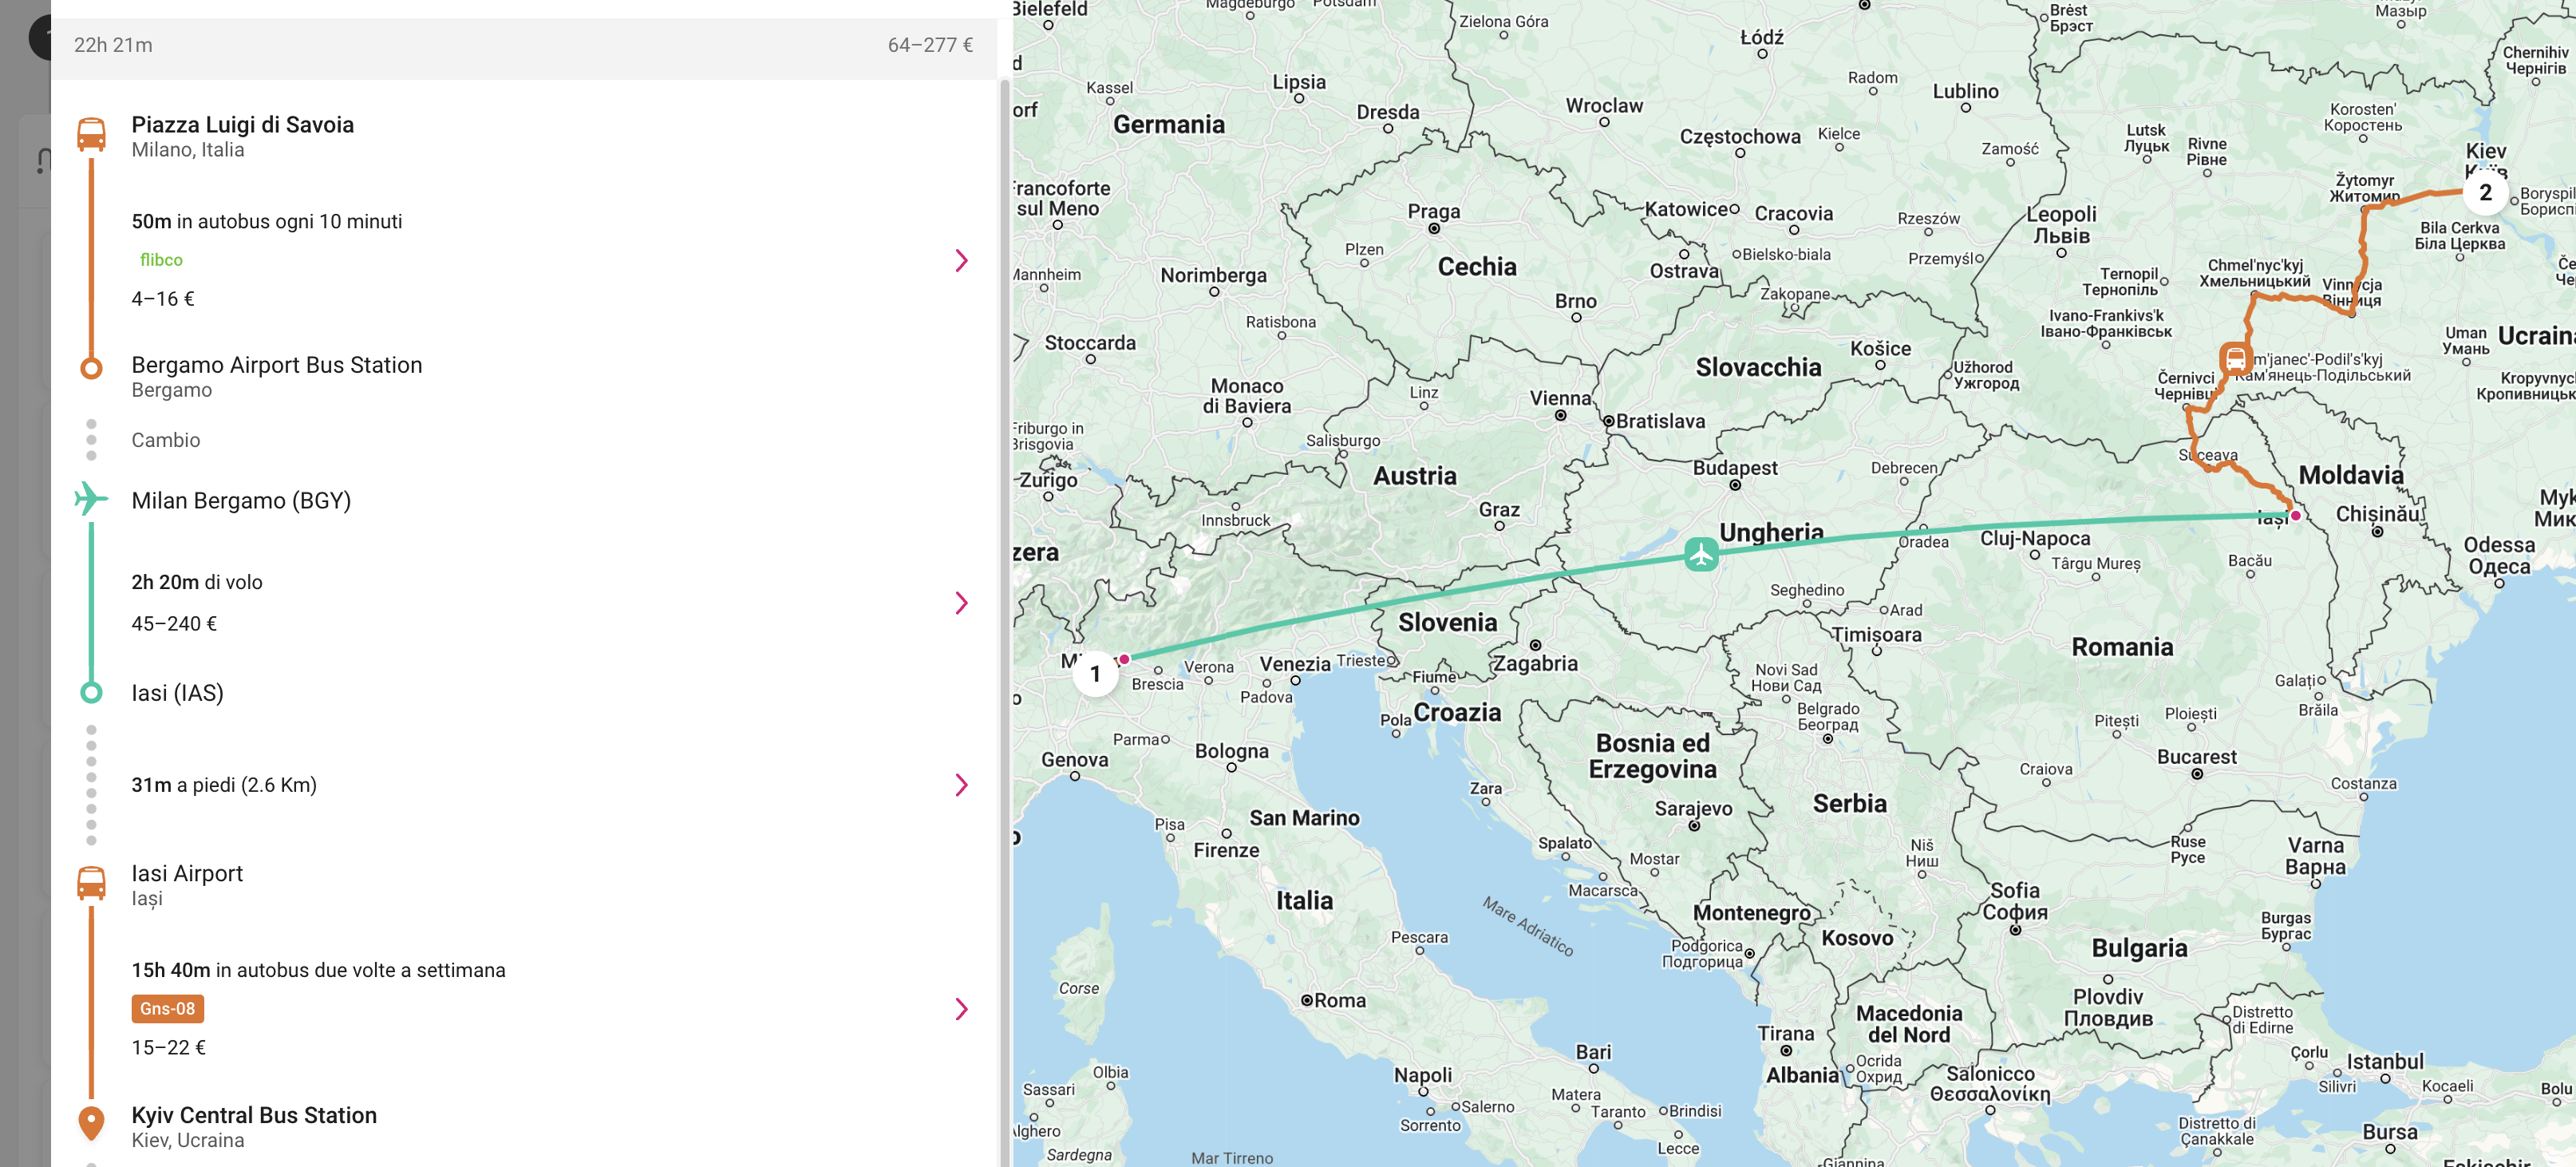 22h 21m
64–277 €
Piazza Luigi di Savoia
Milano, Italia
50m in autobus ogni 10 minuti
flibco
4–16 €
Bergamo Airport Bus Station
Bergamo
Cambio
Milan Bergamo (BGY)
2h 20m di volo
45–240 €
Iasi (IAS)
31m a piedi (2.6 Km)
Iasi Airport
Iași
15h 40m in autobus due volte a settimana
Gns-08
15–22 €
Kyiv Central Bus Station
Kiev, Ucraina
Bielefeld
Magdeburgo
Potsdam
Zielona Góra
Łódź
Brèst
Брэст
Мазыр
Chernihiv
Чернігів
Kassel
Lipsia
Dresda
Wroclaw
Radom
Lublino
Germania
Częstochowa
Kielce
Zamość
Lutsk
Луцьк
Rivne
Рівне
Korosten'
Коростень
Kiev
Francoforte
sul Meno
Praga
Katowice
Cracovia
Rzeszów
Leopoli
Львів
Žytomyr
Житомир
2
Boryspil
Plzen
Cechia
Ostrava
Bielsko-biala
Przemyśl
Bila Cerkva
Біла Церква
Mannheim
Norimberga
Brno
Zakopane
Ternopil
Тернопіль
Chmel'nyc'kyj
Хмельницький
Vinnycja
Вінниця
Ratisbona
Ivano-Frankivs'k
Івано-Франківськ
Uman
Умань
Ucraina
Stoccarda
Slovacchia
Košice
Užhorod
Ужгород
m'janec'-Podil's'kyj
Кам'янець-Подільський
Monaco
di Baviera
Linz
Vienna
Bratislava
Černivci
Чернівці
Kropyvnyc
Кропивницьк
Friburgo in
Brisgovia
Salisburgo
Suceava
Moldavia
Zurigo
Austria
Budapest
Debrecen
Innsbruck
Graz
Iași
Chișinău
zera
Ungheria
Oradea
Cluj-Napoca
Târgu Mureș
Bacău
Odessa
Одеса
Slovenia
Seghedino
Arad
Timișoara
Romania
1
Brescia
Verona
Padova
Venezia
Trieste
Zagabria
Fiume
Novi Sad
Нови Сад
Galați
Brăila
Pola
Croazia
Belgrado
Београд
Pitești
Ploiești
Parma
Bologna
Genova
Bosnia ed
Erzegovina
Craiova
Bucarest
Costanza
Zara
Sarajevo
Serbia
Pisa
Firenze
San Marino
Spalato
Mostar
Niš
Ниш
Ruse
Русе
Varna
Варна
Macarsca
Italia
Mare Adriatico
Montenegro
Kosovo
Sofia
София
Burgas
Бургас
Pescara
Podgorica
Подгорица
Bulgaria
Corse
Roma
Plovdiv
Пловдив
Macedonia
del Nord
Distretto
di Edirne
Tirana
Bari
Ocrida
Охрид
Albania
Salonicco
Θεσσαλονίκη
Çorlu
Silivri
Istanbul
Kocaeli
Bolu
Olbia
Sassari
Napoli
Salerno
Sorrento
Matera
Taranto
Brindisi
Lecce
Alghero
Sardegna
Mar Tirreno
Distretto di
Çanakkale
Bursa
Giannina
Eskişehir